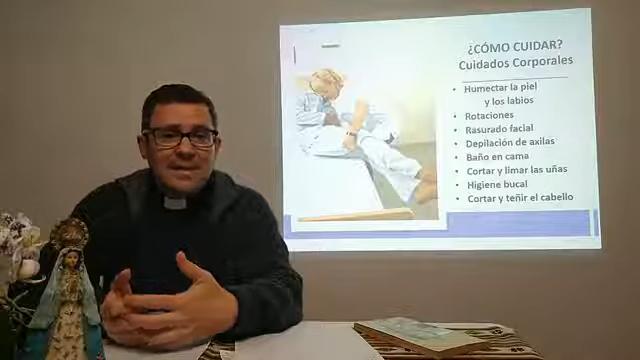 ¿CÓMO CUIDAR?
Cuidados Corporales
• Humectar la piel
y los labios
• Rotaciones
• Rasurado facial
• Depilación de axilas
• Baño en cama
• Cortar y limar las uñas
• Higiene bucal
• Cortar y teñir el cabello